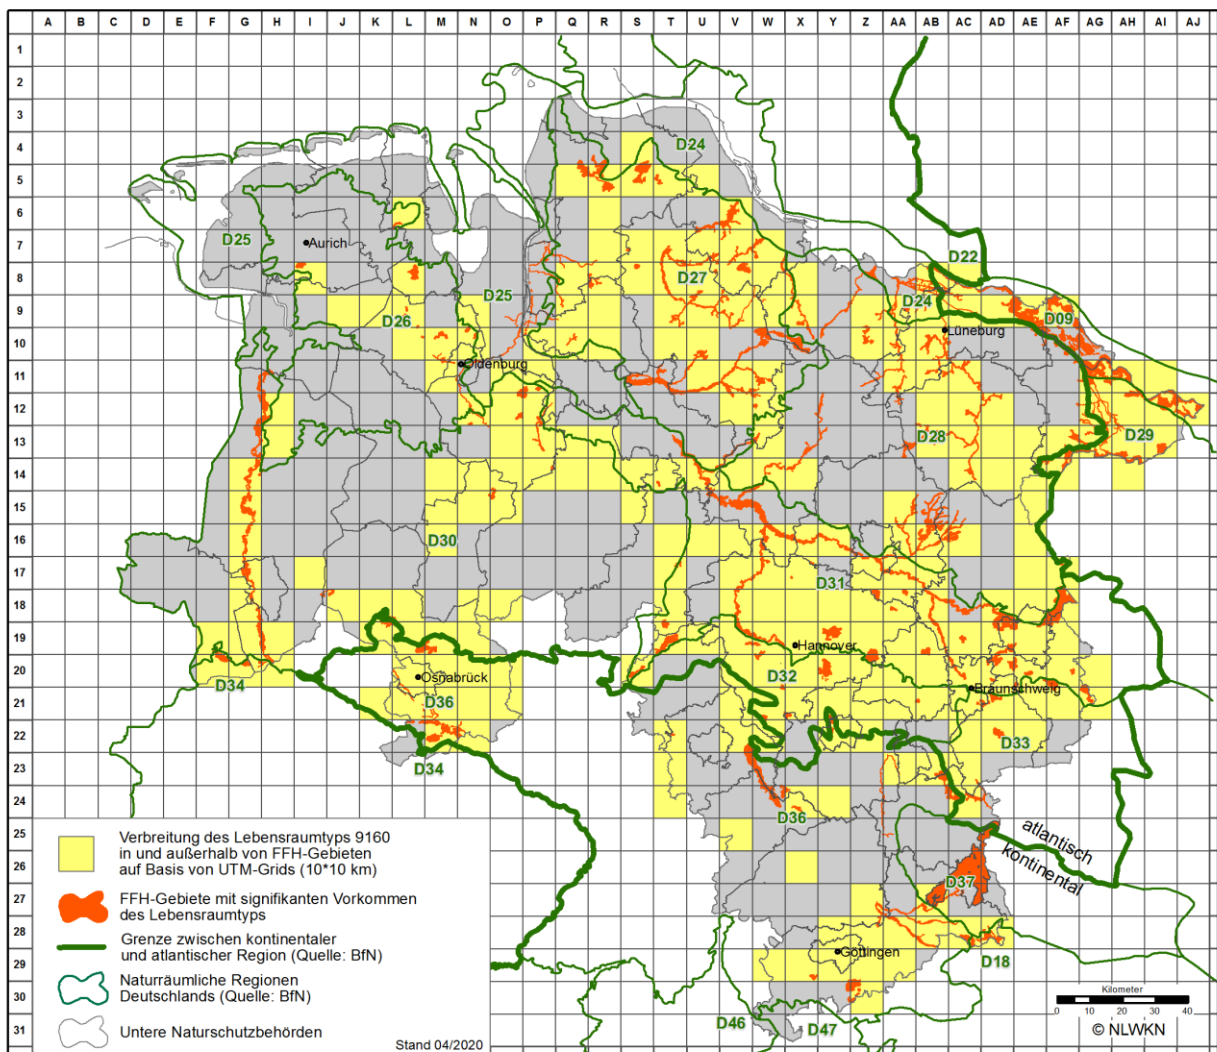 A B C D E F G H I J K L M N O P Q R S T U V W X Y Z AA AB AC AD AE AF AG AH AI AJ
1
2
3
4
D24
5
6
7
D25
Aurich
D22
8
D27
D25
D24
9
D26
D09
10
Lüneburg
Oldenburg
11
12
13
D28
D29
14
15
16
D30
17
D31
18
19
Hannover
20
D34
Osnabrück
D32
Braunschweig
21
D36
22
D33
23
D34
24
D36
25
atlantisch
kontinental
26
D37
27
28
Göttingen
29
D18
30
D46
D47
31
Verbreitung des Lebensraumtyps 9160
in und außerhalb von FFH-Gebieten
auf Basis von UTM-Grids (10*10 km)
FFH-Gebiete mit signifikanten Vorkommen
des Lebensraumtyps
Grenze zwischen kontinentaler
und atlantischer Region (Quelle: BfN)
Naturräumliche Regionen
Deutschlands (Quelle: BfN)
Untere Naturschutzbehörden
Stand 04/2020
Kilometer
0 10 20 30 40
© NLWKN